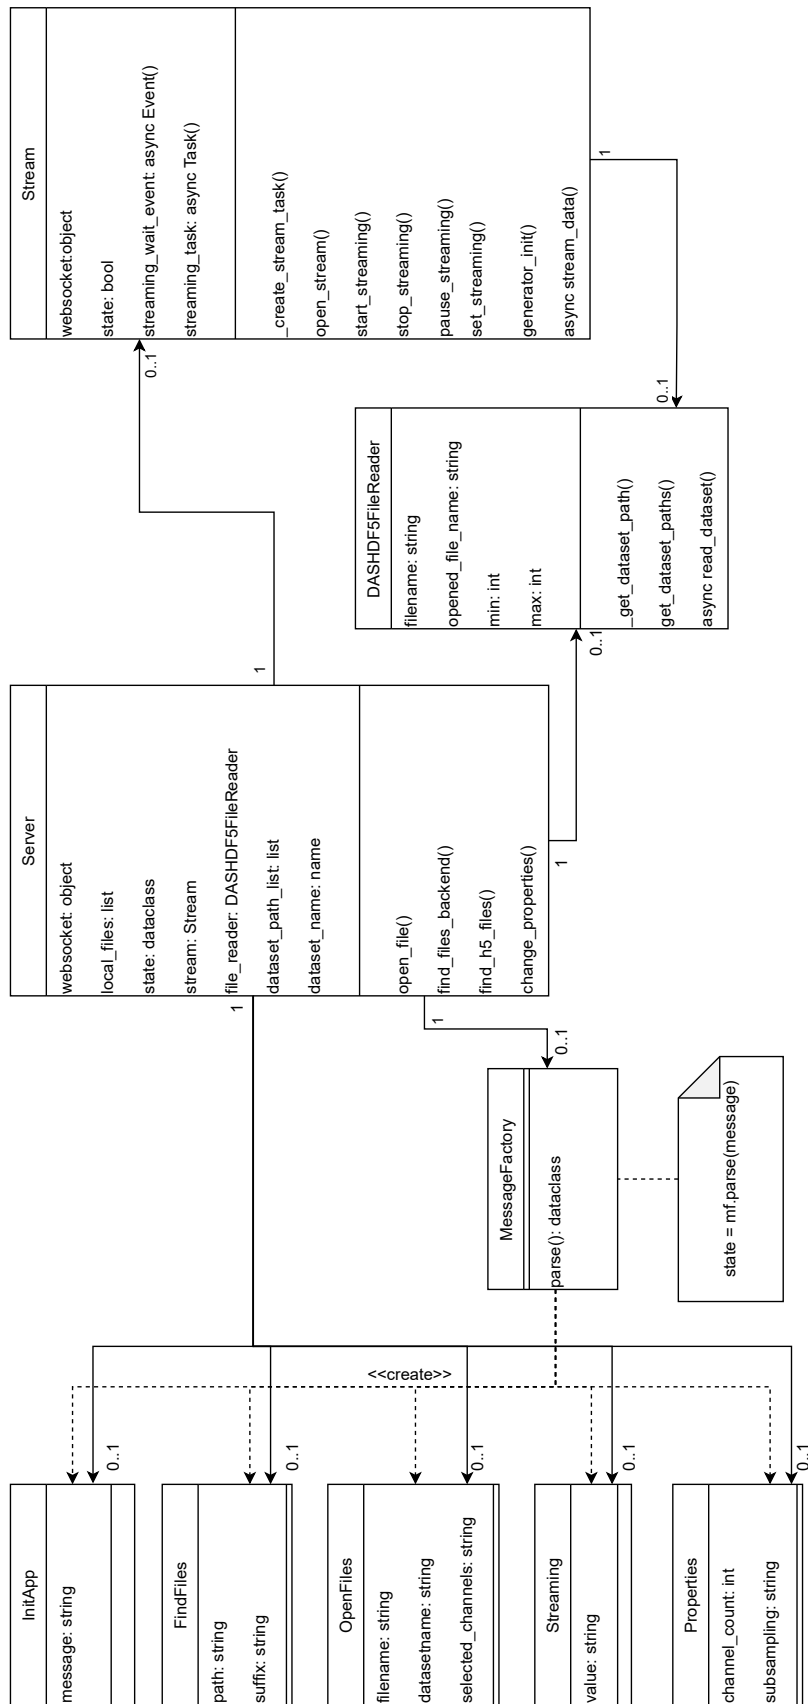 Stream
websocket:object
state: bool
streaming_wait_event: async Event()
streaming_task: async Task()
_create_stream_task()
open_stream()
start_streaming()
stop_streaming()
pause_streaming()
set_streaming()
generator_init()
async stream_data()
1
0..1
0..1
DASHDF5FileReader
filename: string
opened_file_name: string
min: int
max: int
_get_dataset_path()
get_dataset_paths()
async read_dataset()
1
0..1
Server
websocket: object
local_files: list
state: dataclass
stream: Stream
file_reader: DASHDF5FileReader
dataset_path_list: list
dataset_name: name
open_file()
find_files_backend()
find_h5_files()
change_properties()
1
1
1
0..1
MessageFactory
parse(): dataclass
state = mf.parse(message)
<<create>>
0..1
0..1
0..1
0..1
0..1
InitApp
message: string
FindFiles
path: string
suffix: string
OpenFiles
filename: string
datasetname: string
selected_channels: string
Streaming
value: string
Properties
channel_count: int
subsampling: string